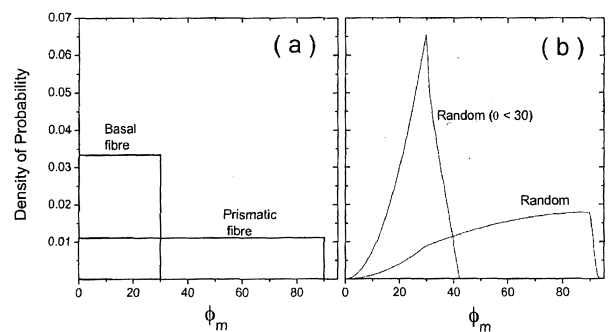 0.07
0.06
0.05
0.04
0.03
0.02
0.01
Density of Probability
(a)
Basal
fibre
Prismatic
fibre
0 20 40 60 80
ϕm
(b)
Random (θ < 30)
Random
0 20 40 60 80
ϕm